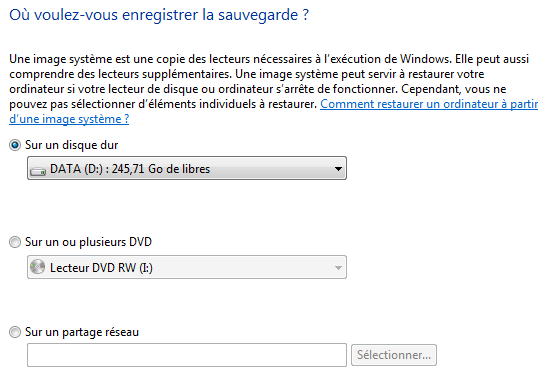 Où voulez-vous enregistrer la sauvegarde ?
Une image système est une copie des lecteurs nécessaires à l'exécution de Windows. Elle peut aussi
comprendre des lecteurs supplémentaires. Une image système peut servir à restaurer votre
ordinateur si votre lecteur de disque ou ordinateur s'arrête de fonctionner. Cependant, vous ne
pouvez pas sélectionner d'éléments individuels à restaurer. Comment restaurer un ordinateur à partir
d'une image système ?
Sur un disque dur
DATA (D:) : 245,71 Go de libres
Sur un ou plusieurs DVD
Lecteur DVD RW (I:)
Sur un partage réseau
Sélectionner...